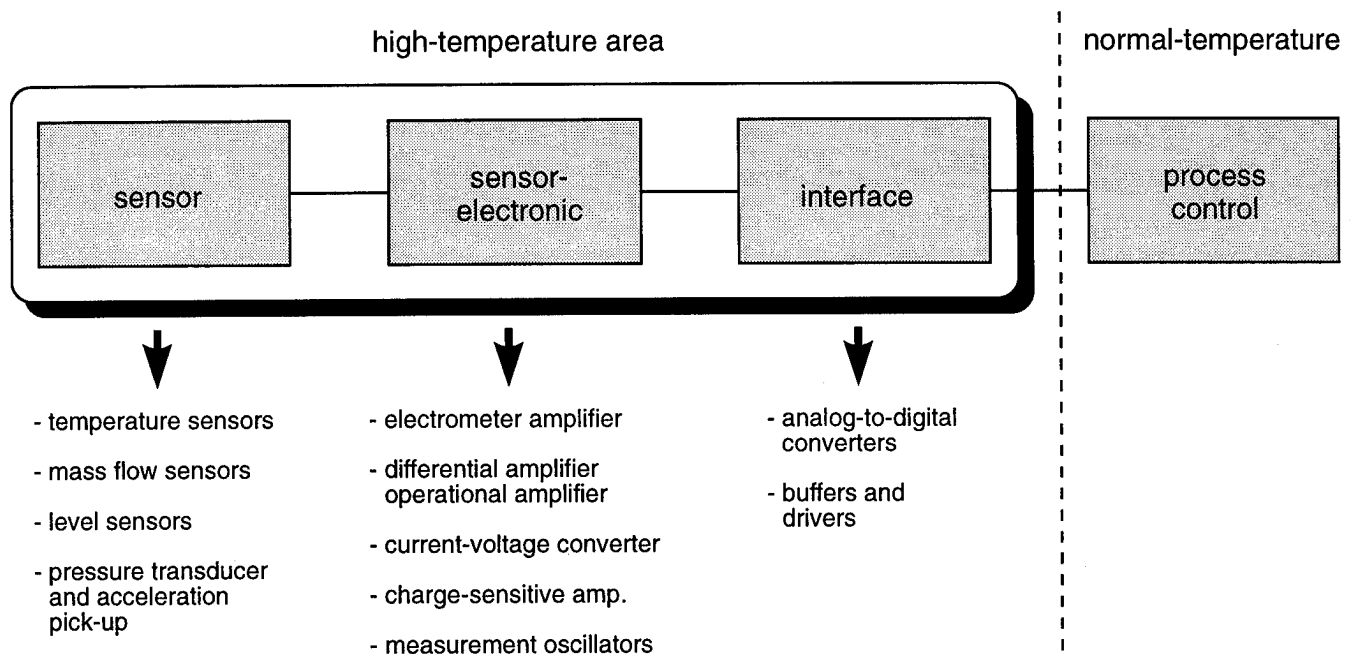 high-temperature area
normal-temperature
sensor
sensor-
electronic
interface
process
control
- temperature sensors
- mass flow sensors
- level sensors
- pressure transducer
and acceleration
pick-up
- electrometer amplifier
- differential amplifier
operational amplifier
- current-voltage converter
- charge-sensitive amp.
- measurement oscillators
- analog-to-digital
converters
- buffers and
drivers